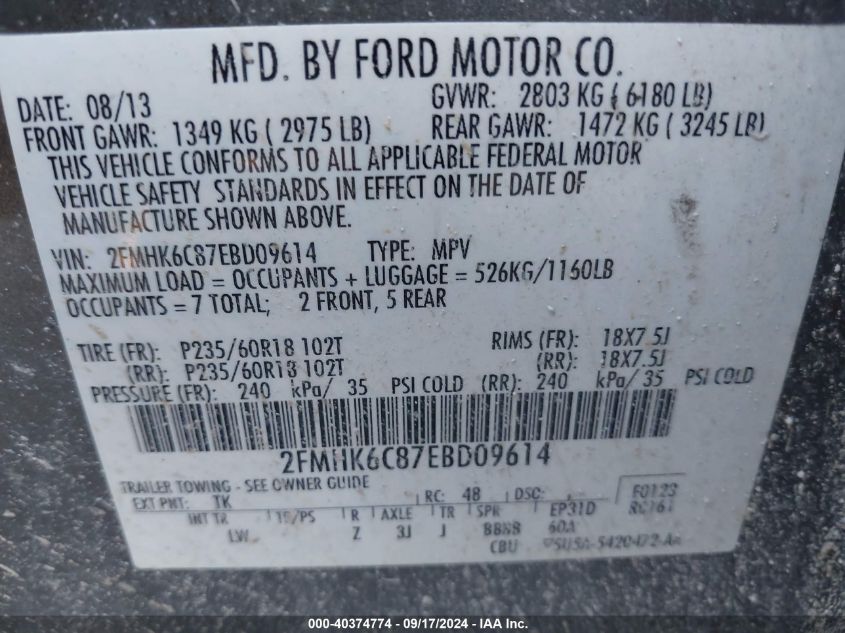 MFD. BY FORD MOTOR CO.
DATE: 08/13 GVWR: 2803 KG ( 6180 LB)
FRONT GAWR: 1349 KG ( 2975 LB) REAR GAWR: 1472 KG ( 3245 LB)
THIS VEHICLE CONFORMS TO ALL APPLICABLE FEDERAL MOTOR
VEHICLE SAFETY STANDARDS IN EFFECT ON THE DATE OF
MANUFACTURE SHOWN ABOVE.
VIN: 2FMHK6C87EBD09614 TYPE: MPV
MAXIMUM LOAD = OCCUPANTS + LUGGAGE = 526KG/1160LB
OCCUPANTS = 7 TOTAL; 2 FRONT, 5 REAR
TIRE (FR): P235/60R18 102T RIMS (FR): 18X7.5J
(RR): P235/60R18 102T (RR): 18X7.5J
PRESSURE (FR): 240 kPa/ 35 PSI COLD (RR): 240 kPa/ 35 PSI COLD
2FMHK6C87EBD09614
TRAILER TOWING - SEE OWNER GUIDE
EXT PNT: TK RC: 48 DSO: F0123
INT TR TP/PS R AXLE TR SPR EP31D
LW Z 3J J 60A
CBU
000-40374774 - 09/17/2024 - IAA Inc.